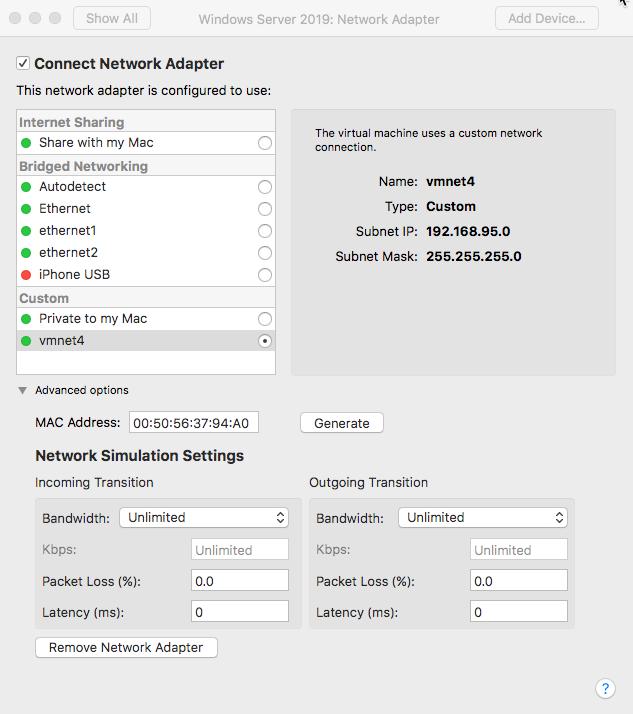 Show All
Windows Server 2019: Network Adapter
Add Device...
Connect Network Adapter
This network adapter is configured to use:
Internet Sharing
Share with my Mac
Bridged Networking
Autodetect
Ethernet
ethernet1
ethernet2
iPhone USB
Custom
Private to my Mac
vmnet4
The virtual machine uses a custom network
connection.
Name: vmnet4
Type: Custom
Subnet IP: 192.168.95.0
Subnet Mask: 255.255.255.0
Advanced options
MAC Address: 00:50:56:37:94:A0 Generate
Network Simulation Settings
Incoming Transition
Bandwidth: Unlimited
Kbps: Unlimited
Packet Loss (%): 0.0
Latency (ms): 0
Outgoing Transition
Bandwidth: Unlimited
Kbps: Unlimited
Packet Loss (%): 0.0
Latency (ms): 0
Remove Network Adapter
?